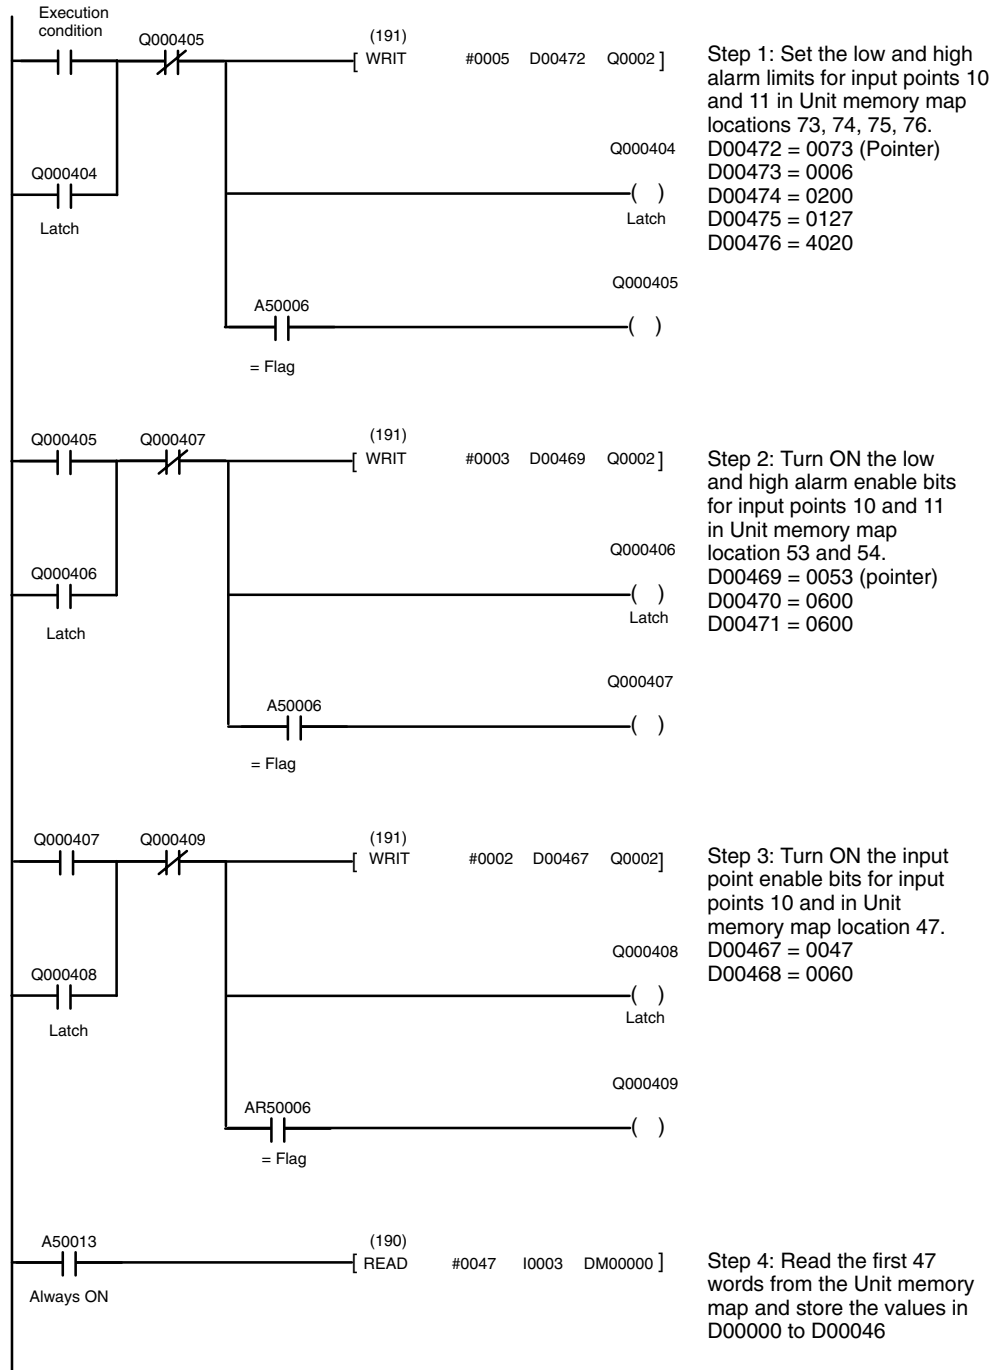 Execution
condition
Q000405
(191)
[ WRIT #0005 D00472 Q0002 ]
Q000404
Latch
Q000404
( )
Latch
Q000405
A50006
( )
= Flag
Step 1: Set the low and high
alarm limits for input points 10
and 11 in Unit memory map
locations 73, 74, 75, 76.
D00472 = 0073 (Pointer)
D00473 = 0006
D00474 = 0200
D00475 = 0127
D00476 = 4020
Q000405
Q000407
(191)
[ WRIT #0003 D00469 Q0002 ]
Q000406
Latch
Q000406
( )
Latch
Q000407
A50006
( )
= Flag
Step 2: Turn ON the low
and high alarm enable bits
for input points 10 and 11
in Unit memory map
location 53 and 54.
D00469 = 0053 (pointer)
D00470 = 0600
D00471 = 0600
Q000407
Q000409
(191)
[ WRIT #0002 D00467 Q0002]
Q000408
Latch
Q000408
( )
Latch
Q000409
AR50006
( )
= Flag
Step 3: Turn ON the input
point enable bits for input
points 10 and in Unit
memory map location 47.
D00467 = 0047
D00468 = 0060
A50013
Always ON
(190)
[ READ #0047 I0003 DM00000 ]
Step 4: Read the first 47
words from the Unit memory
map and store the values in
D00000 to D00046